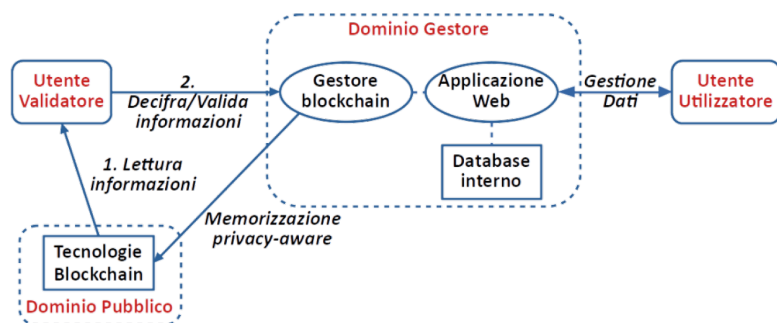 Dominio Gestore
Utente
Validatore
2.
Decifra/Valida
informazioni
Gestore
blockchain
Applicazione
Web
Gestione
Dati
Utente
Utilizzatore
1. Lettura
informazioni
Database
interno
Memorizzazione
privacy-aware
Tecnologie
Blockchain
Dominio Pubblico